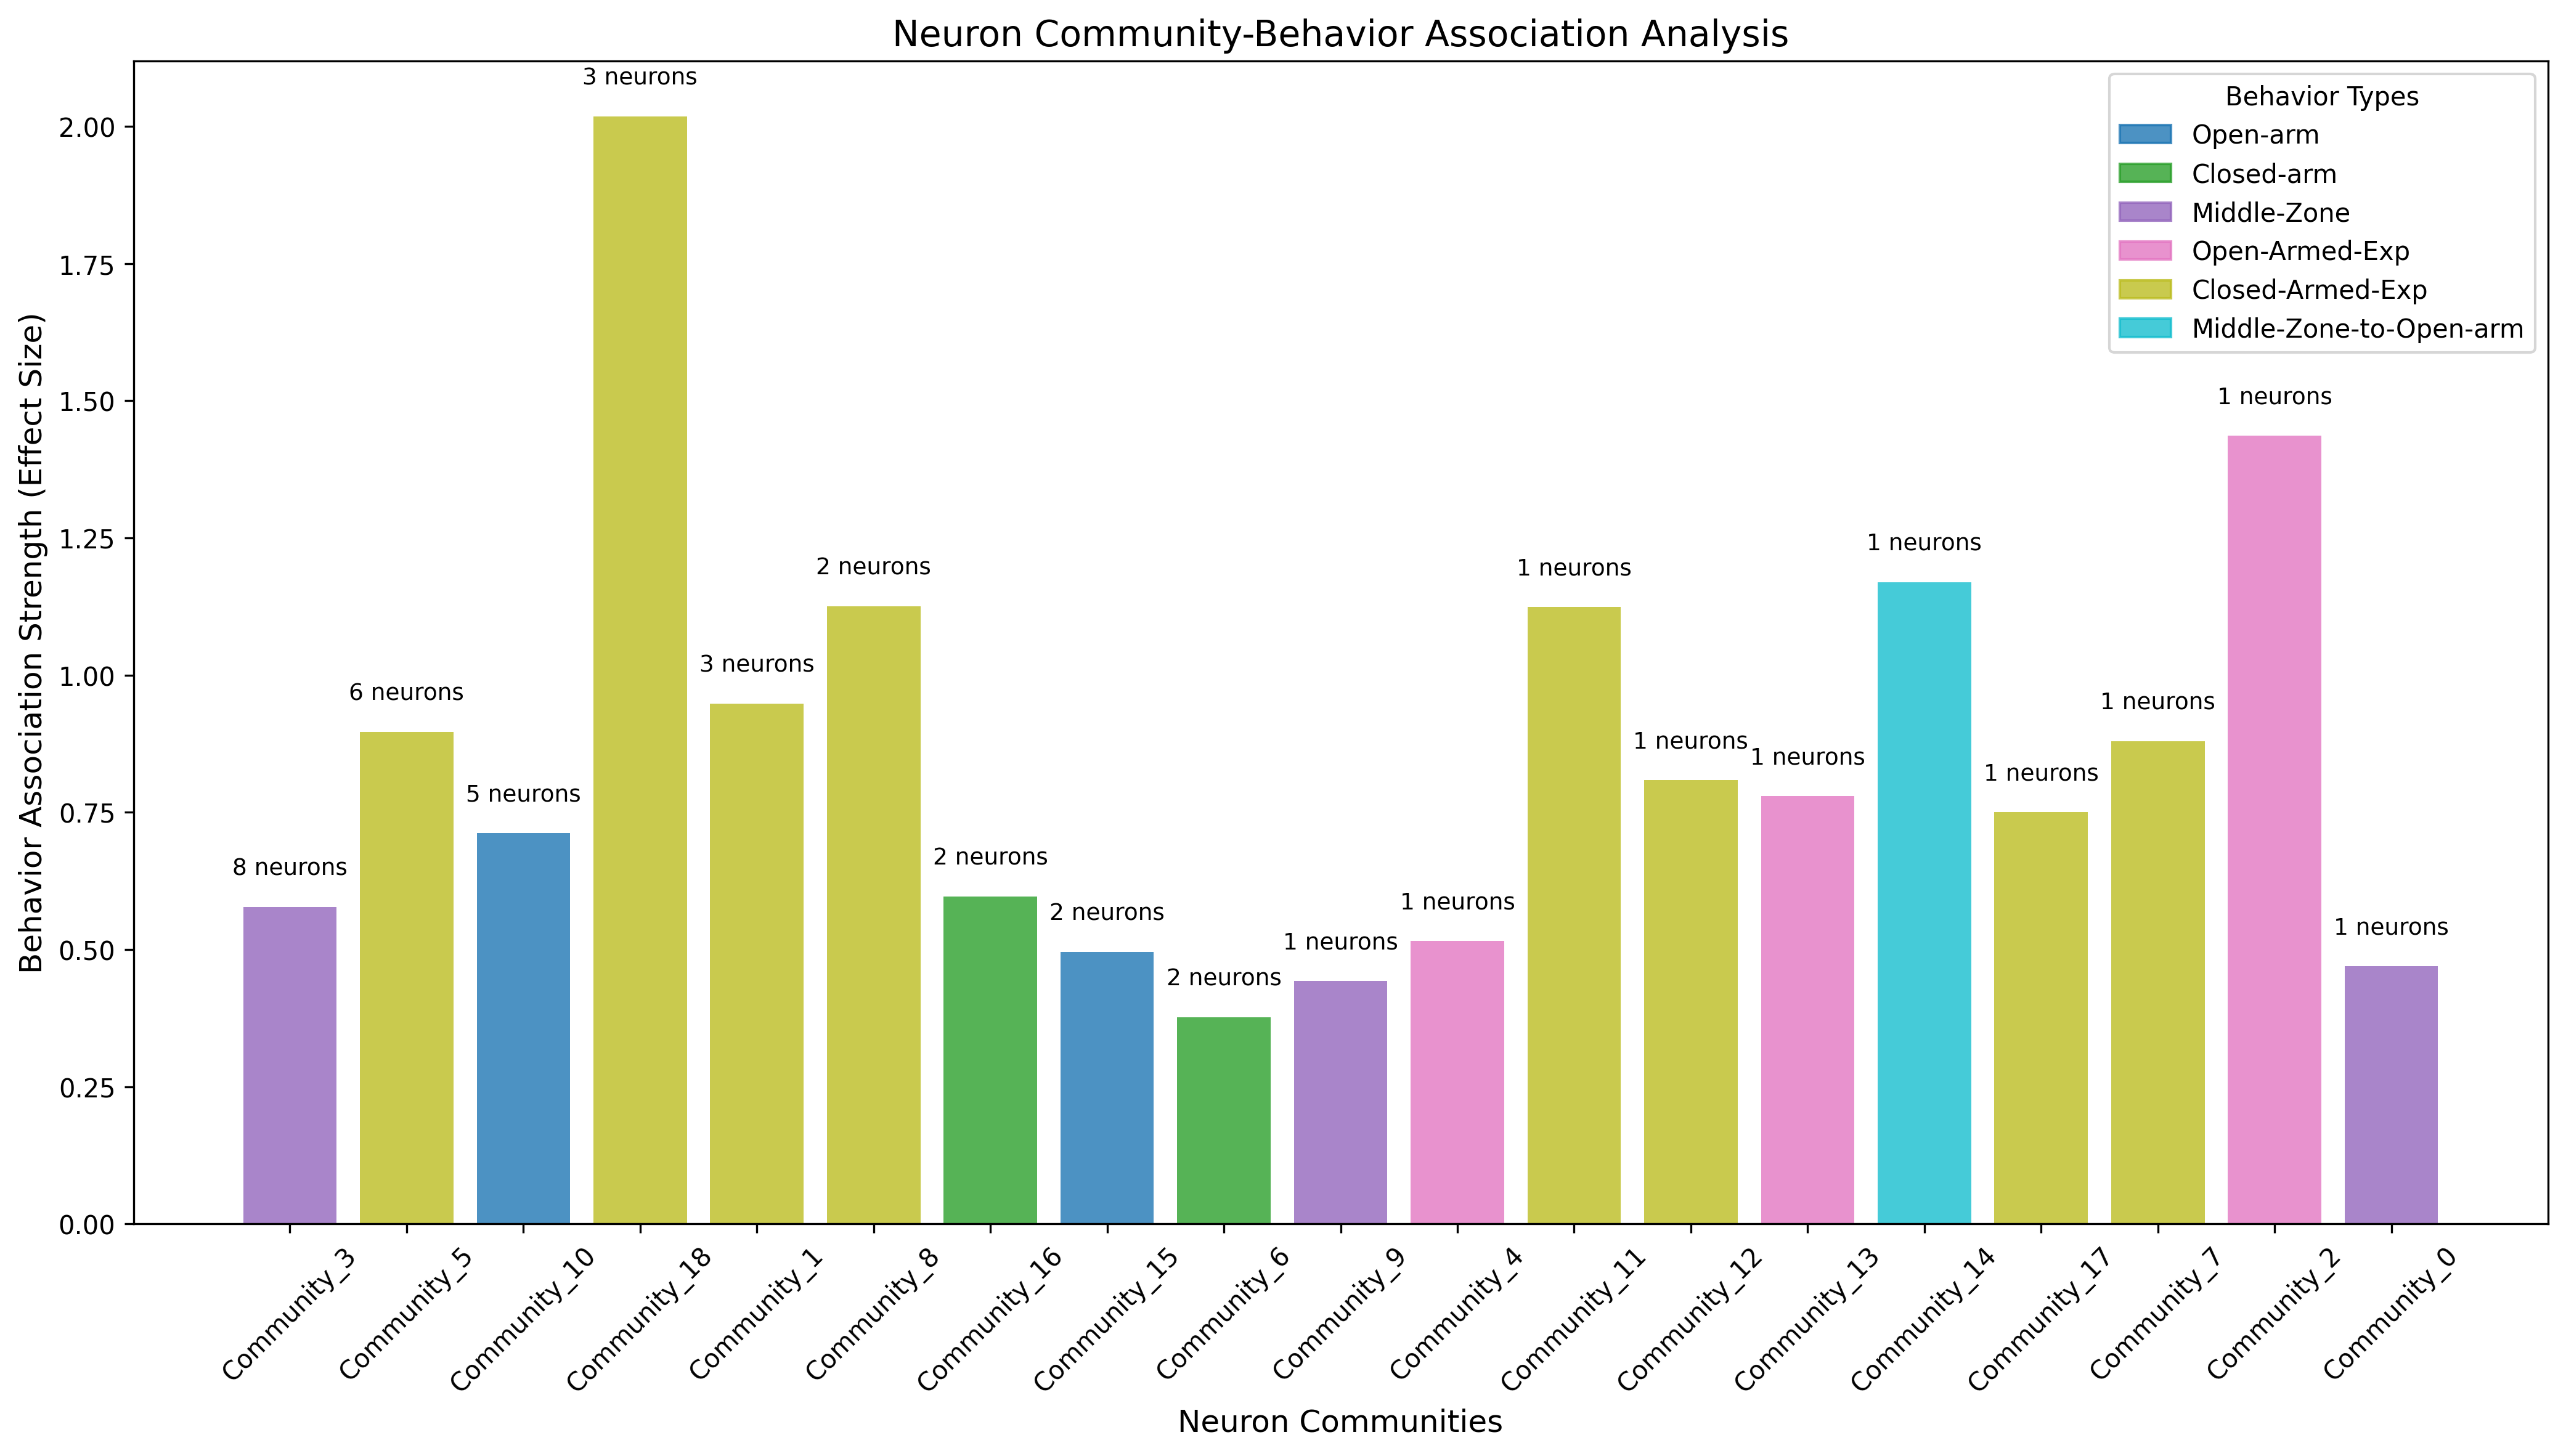 Neuron Community-Behavior Association Analysis
Behavior Association Strength (Effect Size)
2.00
1.75
1.50
1.25
1.00
0.75
0.50
0.25
0.00
8 neurons
6 neurons
5 neurons
3 neurons
3 neurons
2 neurons
2 neurons
2 neurons
2 neurons
1 neurons
1 neurons
1 neurons
1 neurons
1 neurons
1 neurons
1 neurons
1 neurons
1 neurons
1 neurons
Behavior Types
Open-arm
Closed-arm
Middle-Zone
Open-Armed-Exp
Closed-Armed-Exp
Middle-Zone-to-Open-arm
Community_3
Community_5
Community_10
Community_18
Community_1
Community_8
Community_16
Community_15
Community_6
Community_9
Community_4
Community_11
Community_12
Community_13
Community_14
Community_17
Community_7
Community_2
Community_0
Neuron Communities